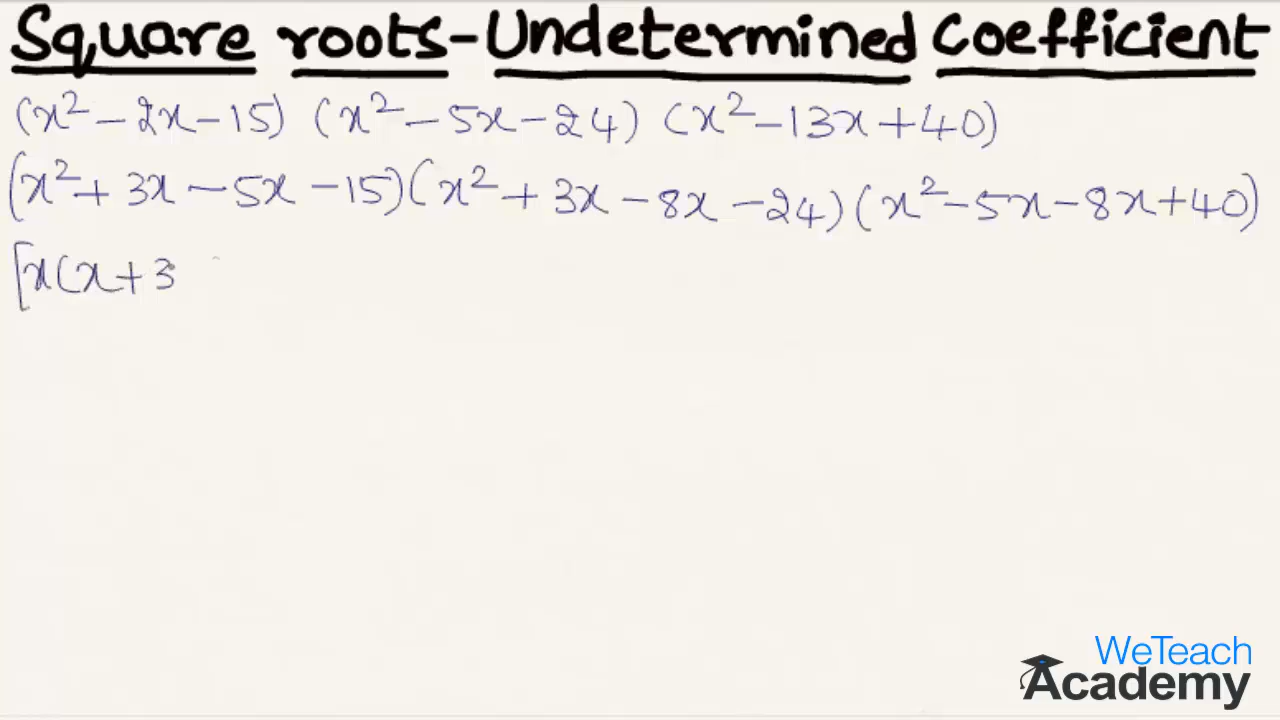 Square roots-Undetermined Coefficient
(x²-2x-15) (x²-5x-24) (x²-13x+40)
(x²+3x-5x-15)(x²+3x-8x-24)(x²-5x-8x+40)
[x(x+3
WeTeach
Academy